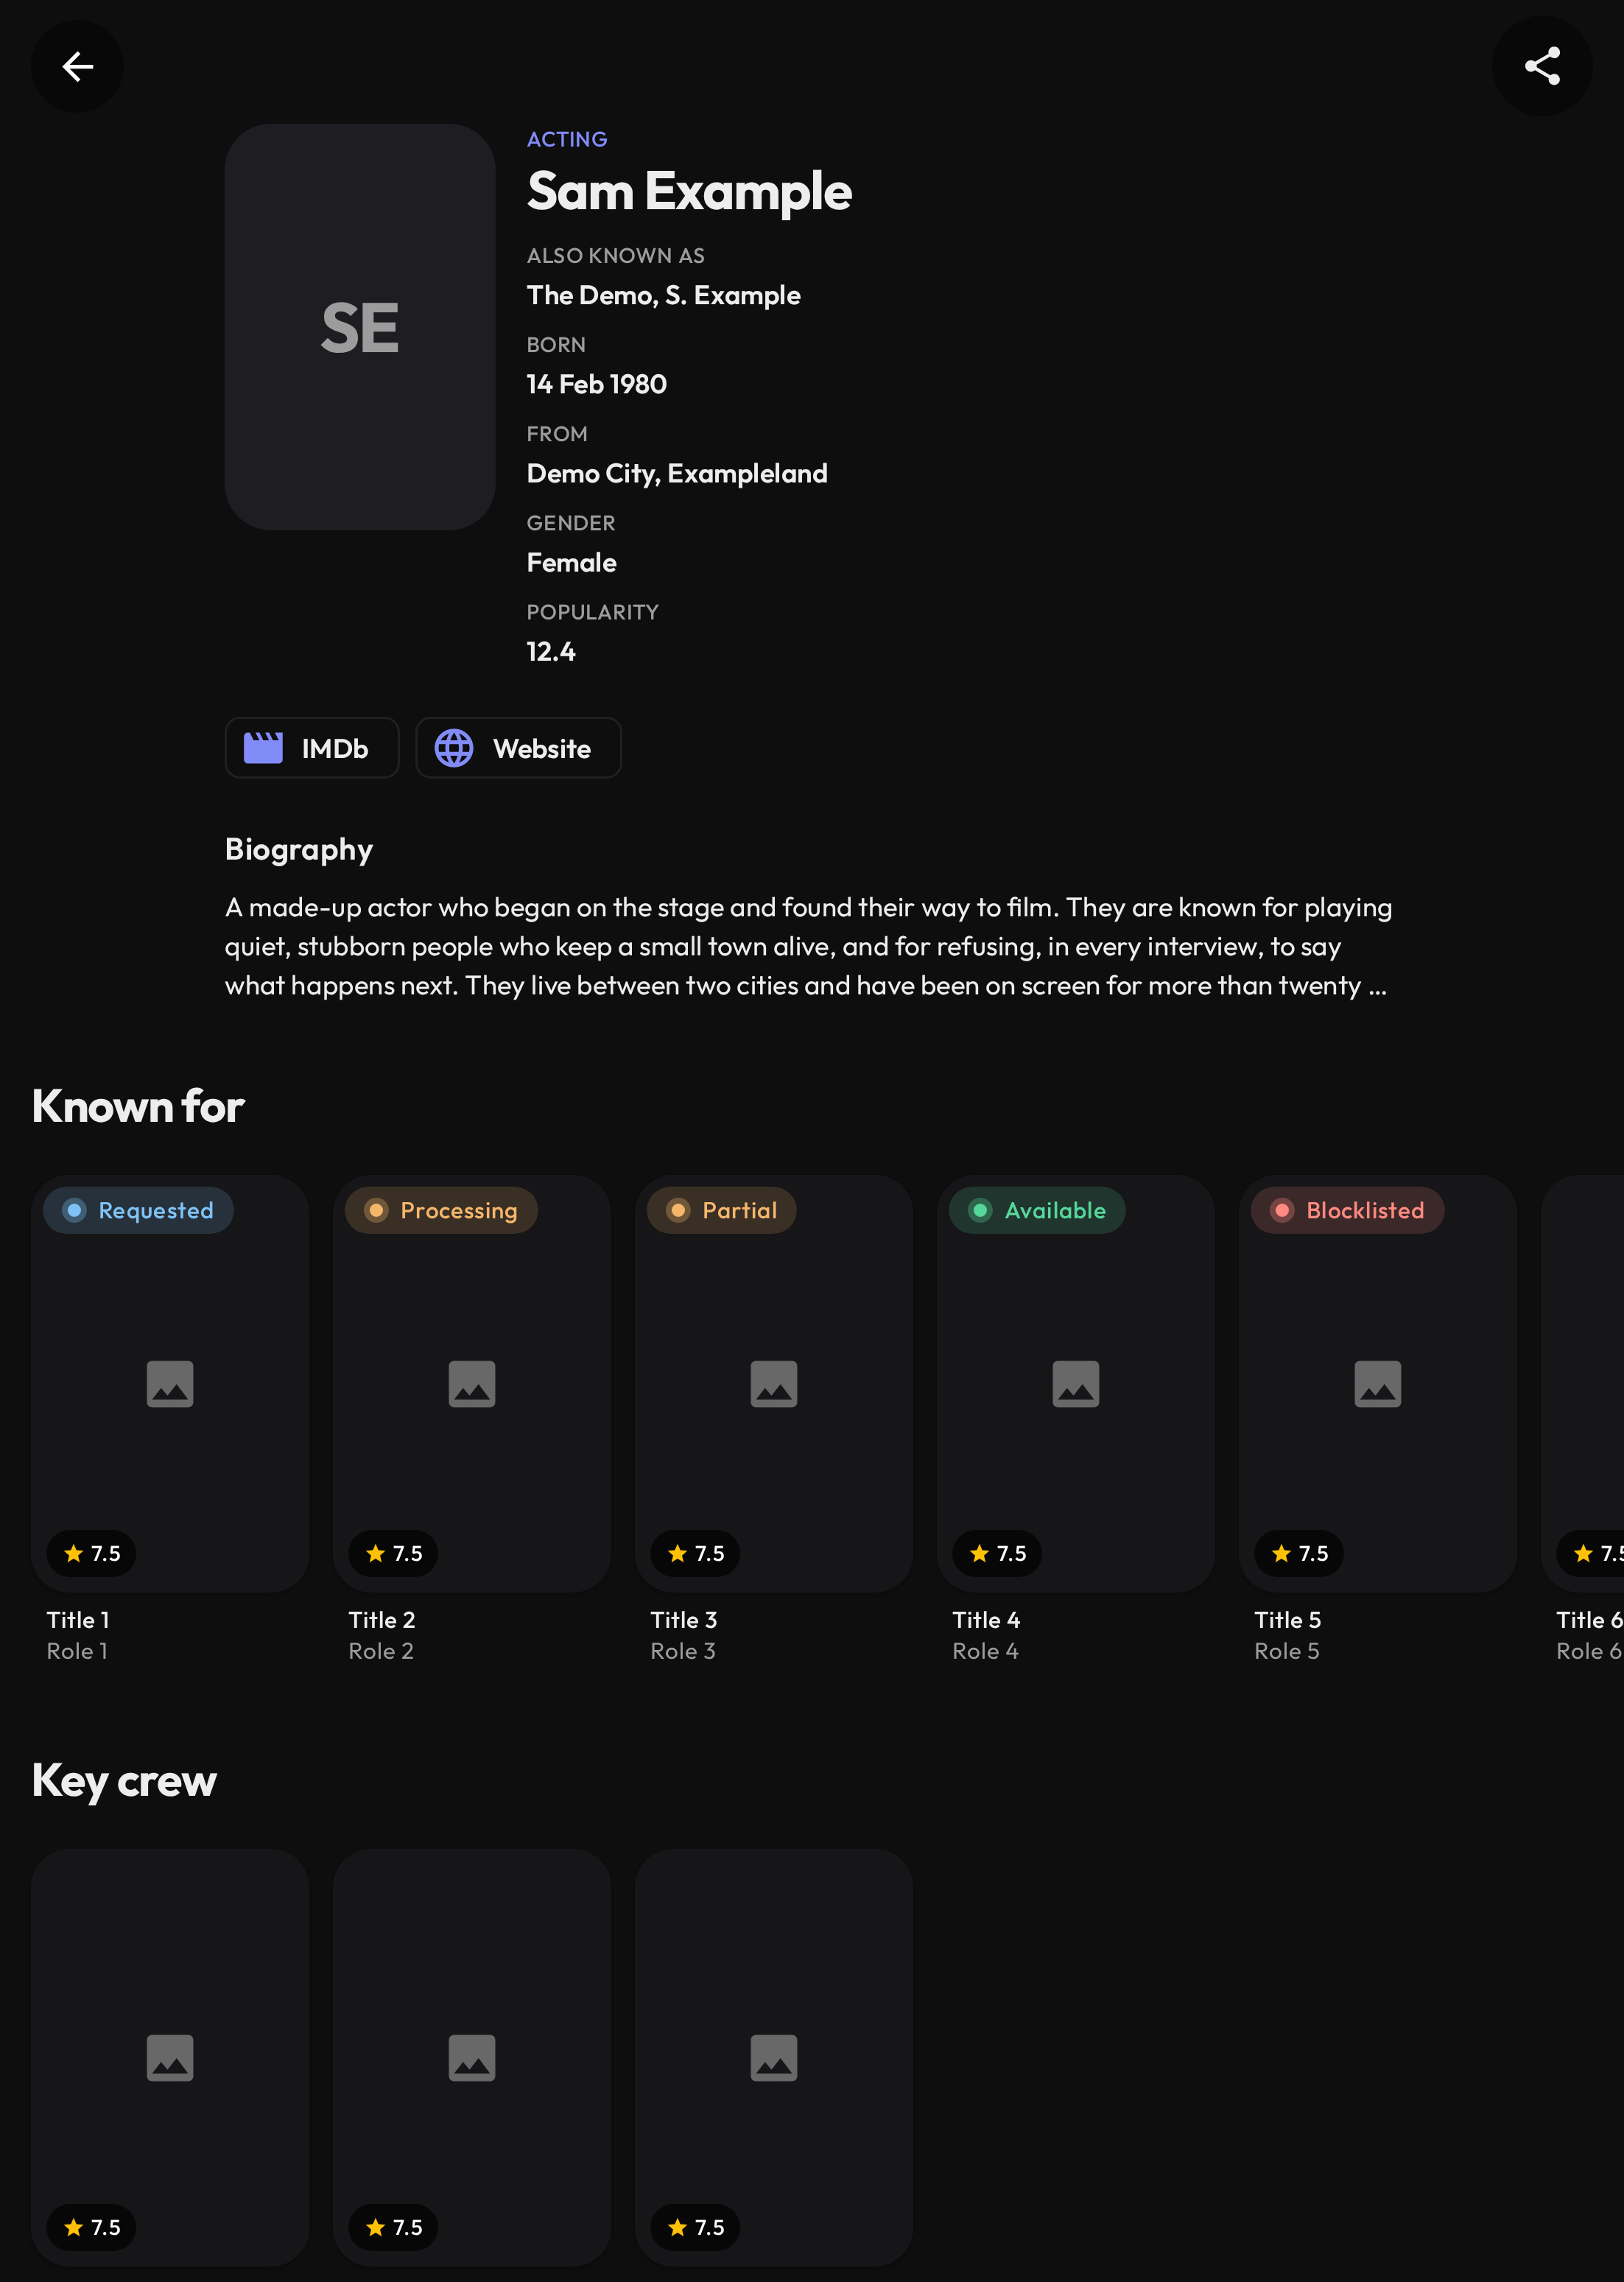 ACTING
Sam Example
SE
ALSO KNOWN AS
The Demo, S. Example
BORN
14 Feb 1980
FROM
Demo City, Exampleland
GENDER
Female
POPULARITY
12.4
IMDb
Website
Biography
A made-up actor who began on the stage and found their way to film. They are known for playing
quiet, stubborn people who keep a small town alive, and for refusing, in every interview, to say
what happens next. They live between two cities and have been on screen for more than twenty …
Known for
Requested
Processing
Partial
Available
Blocklisted
7.5
7.5
7.5
7.5
7.5
7.5
Title 1
Title 2
Title 3
Title 4
Title 5
Title 6
Role 1
Role 2
Role 3
Role 4
Role 5
Role 6
Key crew
7.5
7.5
7.5